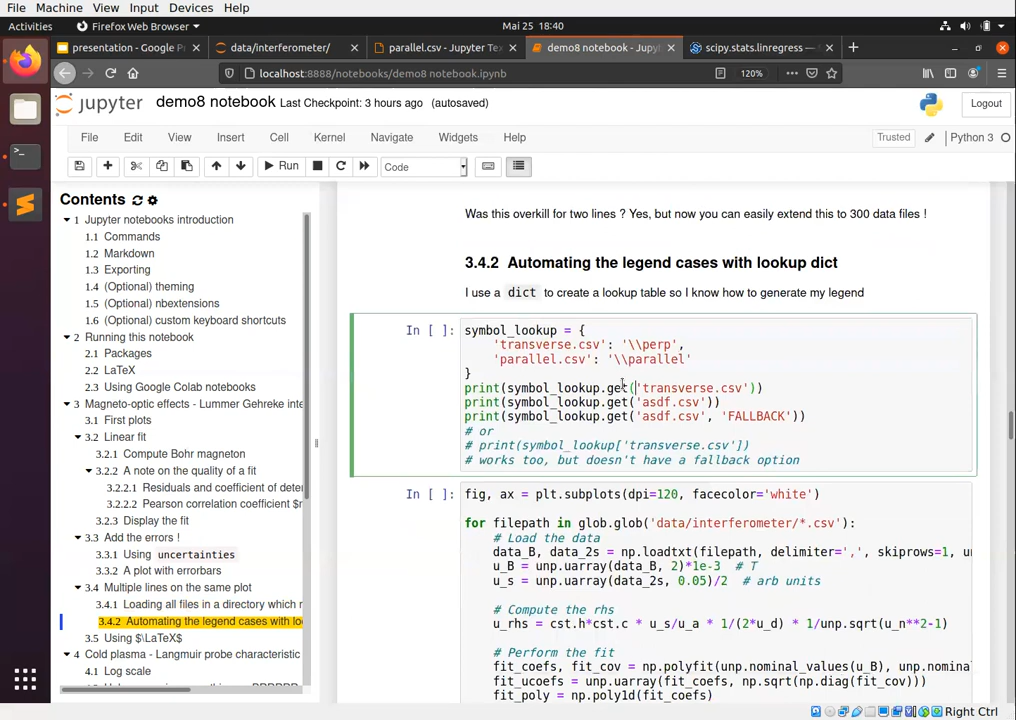 File Machine View Input Devices Help
Activities Firefox Web Browser Mai 25 18:40
presentation - Google P data/interferometer/ parallel.csv - Jupyter Te demo8 notebook - Jupy scipy.stats.linregress —
localhost:8888/notebooks/demo8 notebook.ipynb 120%
jupyter demo8 notebook Last Checkpoint: 3 hours ago (autosaved) Logout
File Edit View Insert Cell Kernel Navigate Widgets Help Trusted Python 3
Run Code
Contents
1 Jupyter notebooks introduction
1.1 Commands
1.2 Markdown
1.3 Exporting
1.4 (Optional) theming
1.5 (Optional) nbextensions
1.6 (Optional) custom keyboard shortcuts
2 Running this notebook
2.1 Packages
2.2 LaTeX
2.3 Using Google Colab notebooks
3 Magneto-optic effects - Lummer Gehreke inte
3.1 First plots
3.2 Linear fit
3.2.1 Compute Bohr magneton
3.2.2 A note on the quality of a fit
3.2.2.1 Residuals and coefficient of deter
3.2.2.2 Pearson correlation coefficient $r
3.2.3 Display the fit
3.3 Add the errors !
3.3.1 Using uncertainties
3.3.2 A plot with errorbars
3.4 Multiple lines on the same plot
3.4.1 Loading all files in a directory which r
3.4.2 Automating the legend cases with loo
3.5 Using $\LaTeX$
4 Cold plasma - Langmuir probe characteristic
4.1 Log scale
Was this overkill for two lines ? Yes, but now you can easily extend this to 300 data files !
3.4.2 Automating the legend cases with lookup dict
I use a dict to create a lookup table so I know how to generate my legend
In [ ]: symbol_lookup = {
'transverse.csv': '\\perp',
'parallel.csv': '\\parallel'
}
print(symbol_lookup.get('transverse.csv'))
print(symbol_lookup.get('asdf.csv'))
print(symbol_lookup.get('asdf.csv', 'FALLBACK'))
# or
# print(symbol_lookup['transverse.csv'])
# works too, but doesn't have a fallback option
In [ ]: fig, ax = plt.subplots(dpi=120, facecolor='white')
for filepath in glob.glob('data/interferometer/*.csv'):
# Load the data
data_B, data_2s = np.loadtxt(filepath, delimiter=',', skiprows=1, un
u_B = unp.uarray(data_B, 2)*1e-3 # T
u_s = unp.uarray(data_2s, 0.05)/2 # arb units
# Compute the rhs
u_rhs = cst.h*cst.c * u_s/u_a * 1/(2*u_d) * 1/unp.sqrt(u_n**2-1)
# Perform the fit
fit_coefs, fit_cov = np.polyfit(unp.nominal_values(u_B), unp.nomina
fit_ucoefs = unp.uarray(fit_coefs, np.sqrt(np.diag(fit_cov)))
fit_poly = np.poly1d(fit_coefs)
Right Ctrl